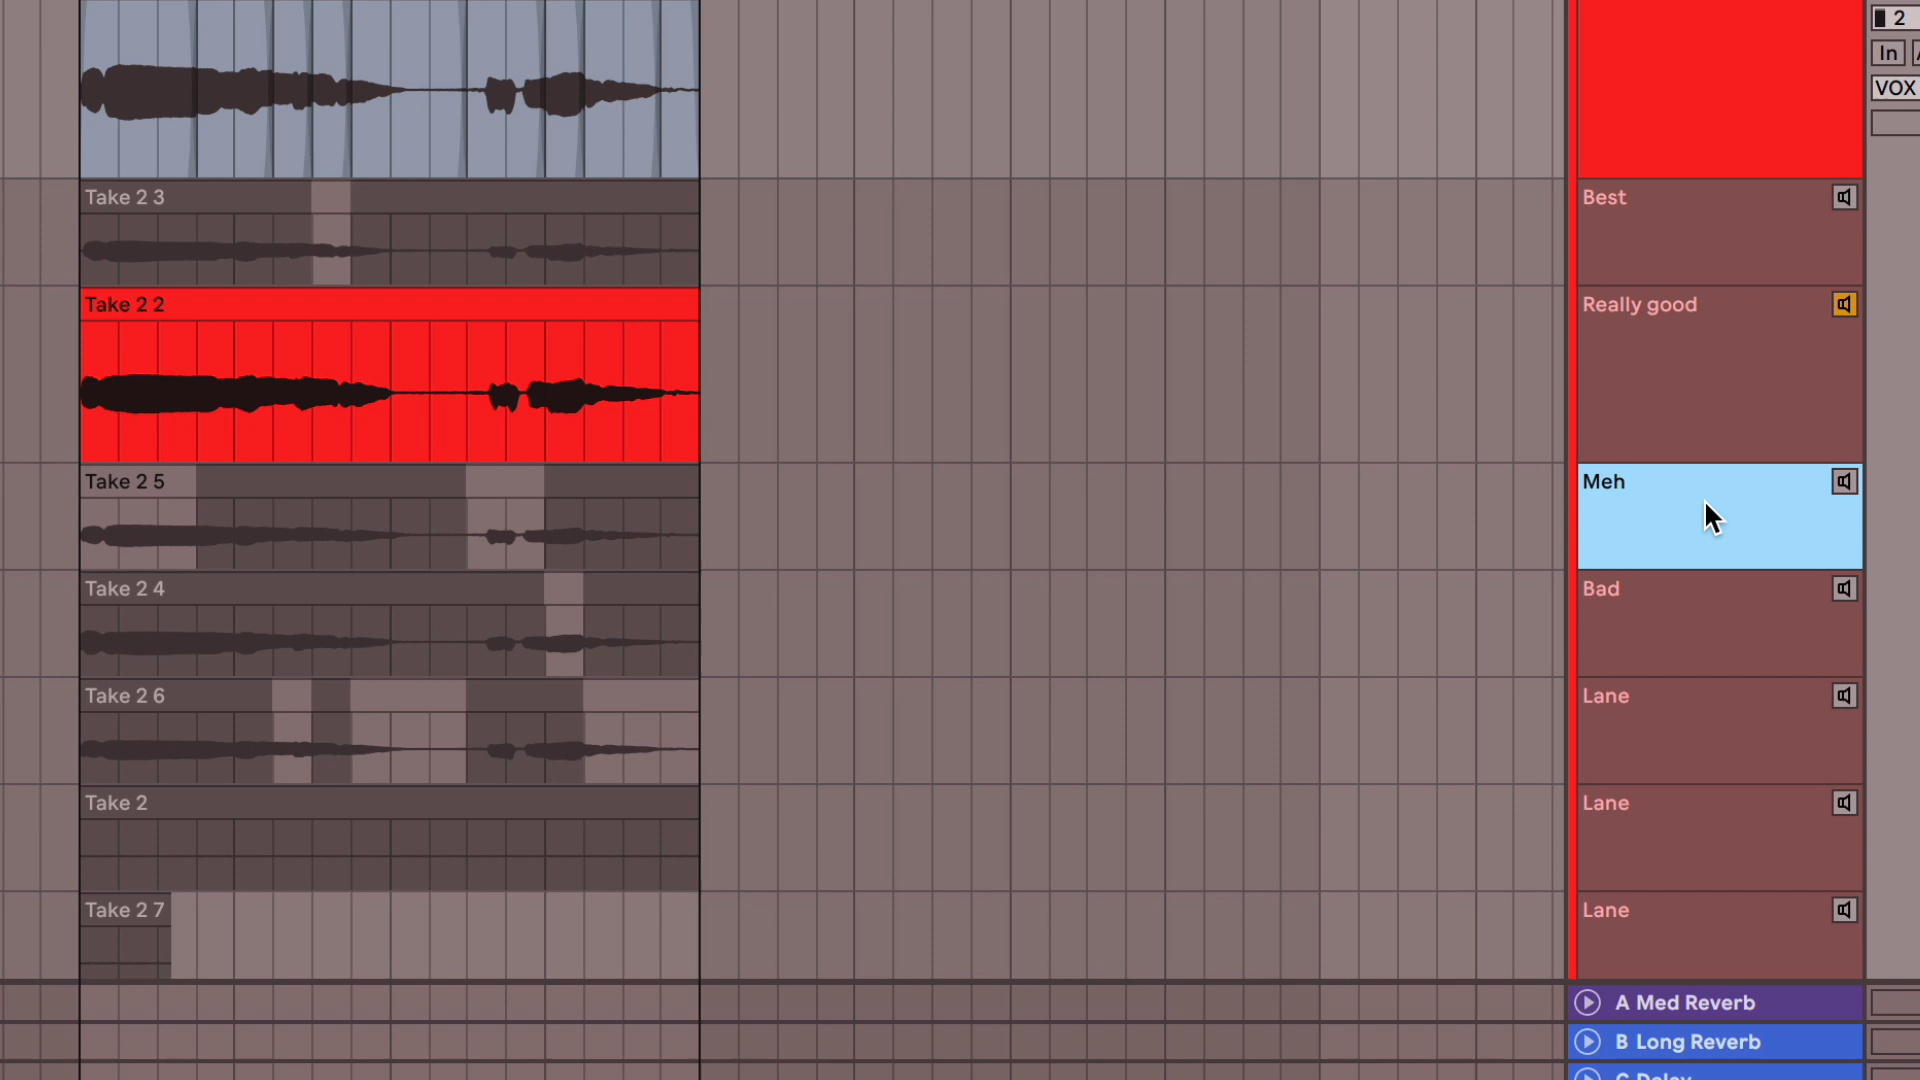 2
In
VOX
Take 2 3
Best
Take 2 2
Really good
Take 2 5
Meh
Take 2 4
Bad
Take 2 6
Lane
Take 2
Lane
Take 2 7
Lane
A Med Reverb
B Long Reverb
C Delay